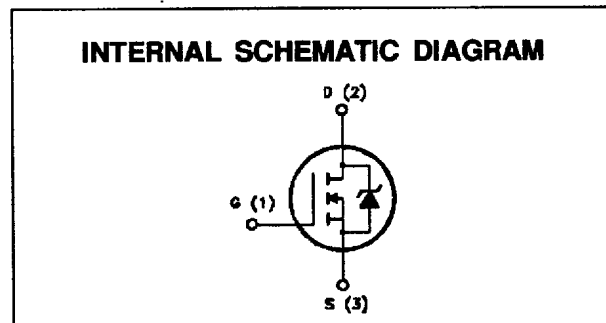 INTERNAL SCHEMATIC DIAGRAM
D (2)
G (1)
S (3)